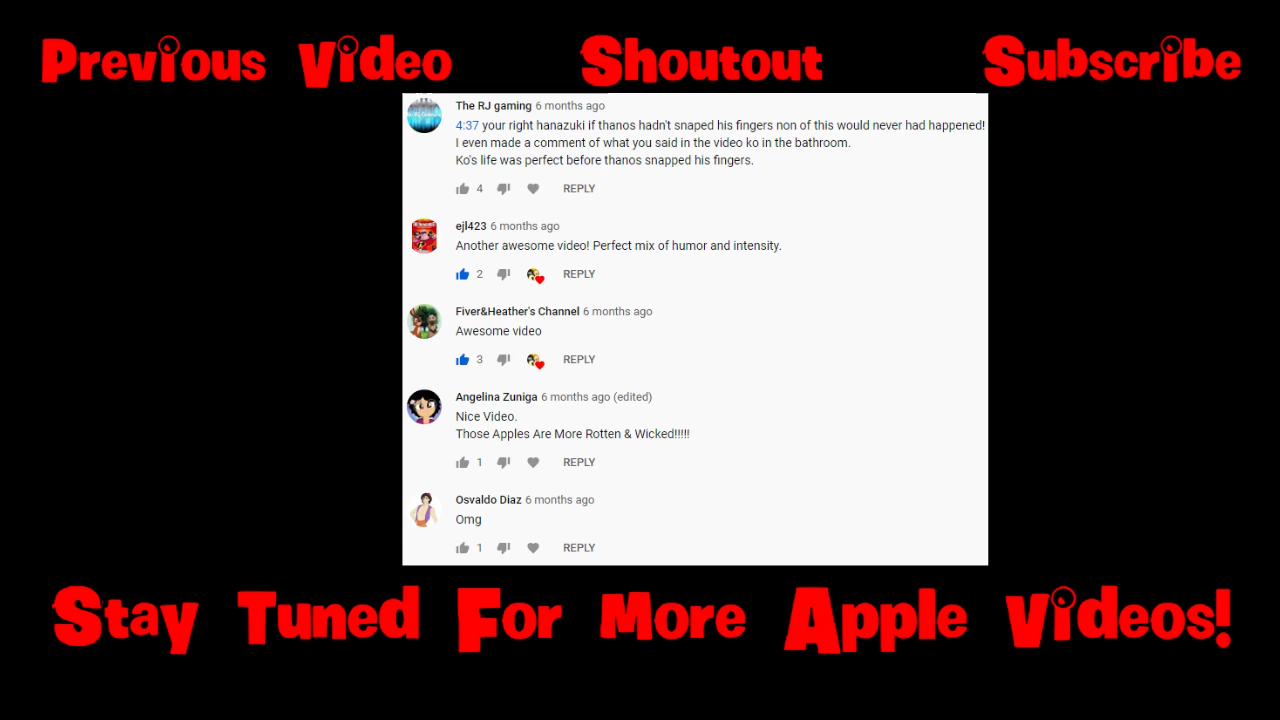 Previous Video Shoutout Subscribe
The RJ gaming 6 months ago
4:37 your right hanazuki if thanos hadn't snaped his fingers non of this would never had happened!
I even made a comment of what you said in the video ko in the bathroom.
Ko's life was perfect before thanos snapped his fingers.
4 REPLY
ejl423 6 months ago
Another awesome video! Perfect mix of humor and intensity.
2 REPLY
Fiver&Heather's Channel 6 months ago
Awesome video
3 REPLY
Angelina Zuniga 6 months ago (edited)
Nice Video.
Those Apples Are More Rotten & Wicked!!!!!
1 REPLY
Osvaldo Diaz 6 months ago
Omg
1 REPLY
Stay Tuned For More Apple Videos!